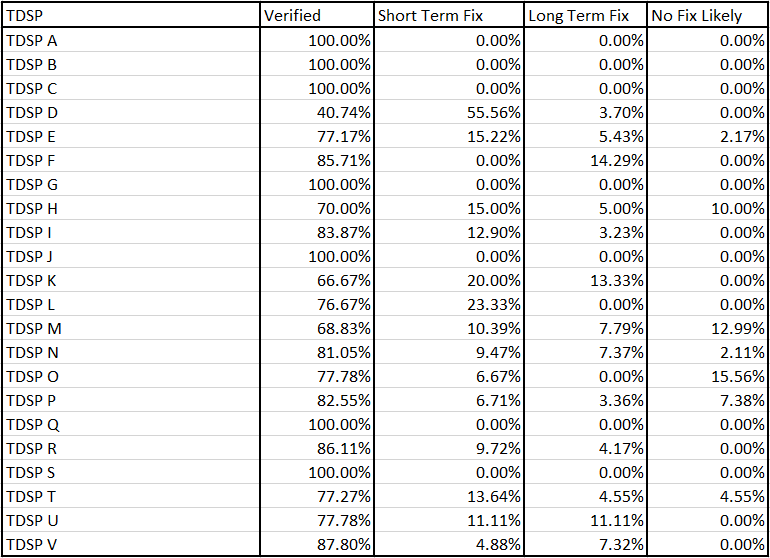 TDSP Verified Short Term Fix Long Term Fix No Fix Likely
TDSP A 100.00% 0.00% 0.00% 0.00%
TDSP B 100.00% 0.00% 0.00% 0.00%
TDSP C 100.00% 0.00% 0.00% 0.00%
TDSP D 40.74% 55.56% 3.70% 0.00%
TDSP E 77.17% 15.22% 5.43% 2.17%
TDSP F 85.71% 0.00% 14.29% 0.00%
TDSP G 100.00% 0.00% 0.00% 0.00%
TDSP H 70.00% 15.00% 5.00% 10.00%
TDSP I 83.87% 12.90% 3.23% 0.00%
TDSP J 100.00% 0.00% 0.00% 0.00%
TDSP K 66.67% 20.00% 13.33% 0.00%
TDSP L 76.67% 23.33% 0.00% 0.00%
TDSP M 68.83% 10.39% 7.79% 12.99%
TDSP N 81.05% 9.47% 7.37% 2.11%
TDSP O 77.78% 6.67% 0.00% 15.56%
TDSP P 82.55% 6.71% 3.36% 7.38%
TDSP Q 100.00% 0.00% 0.00% 0.00%
TDSP R 86.11% 9.72% 4.17% 0.00%
TDSP S 100.00% 0.00% 0.00% 0.00%
TDSP T 77.27% 13.64% 4.55% 4.55%
TDSP U 77.78% 11.11% 11.11% 0.00%
TDSP V 87.80% 4.88% 7.32% 0.00%